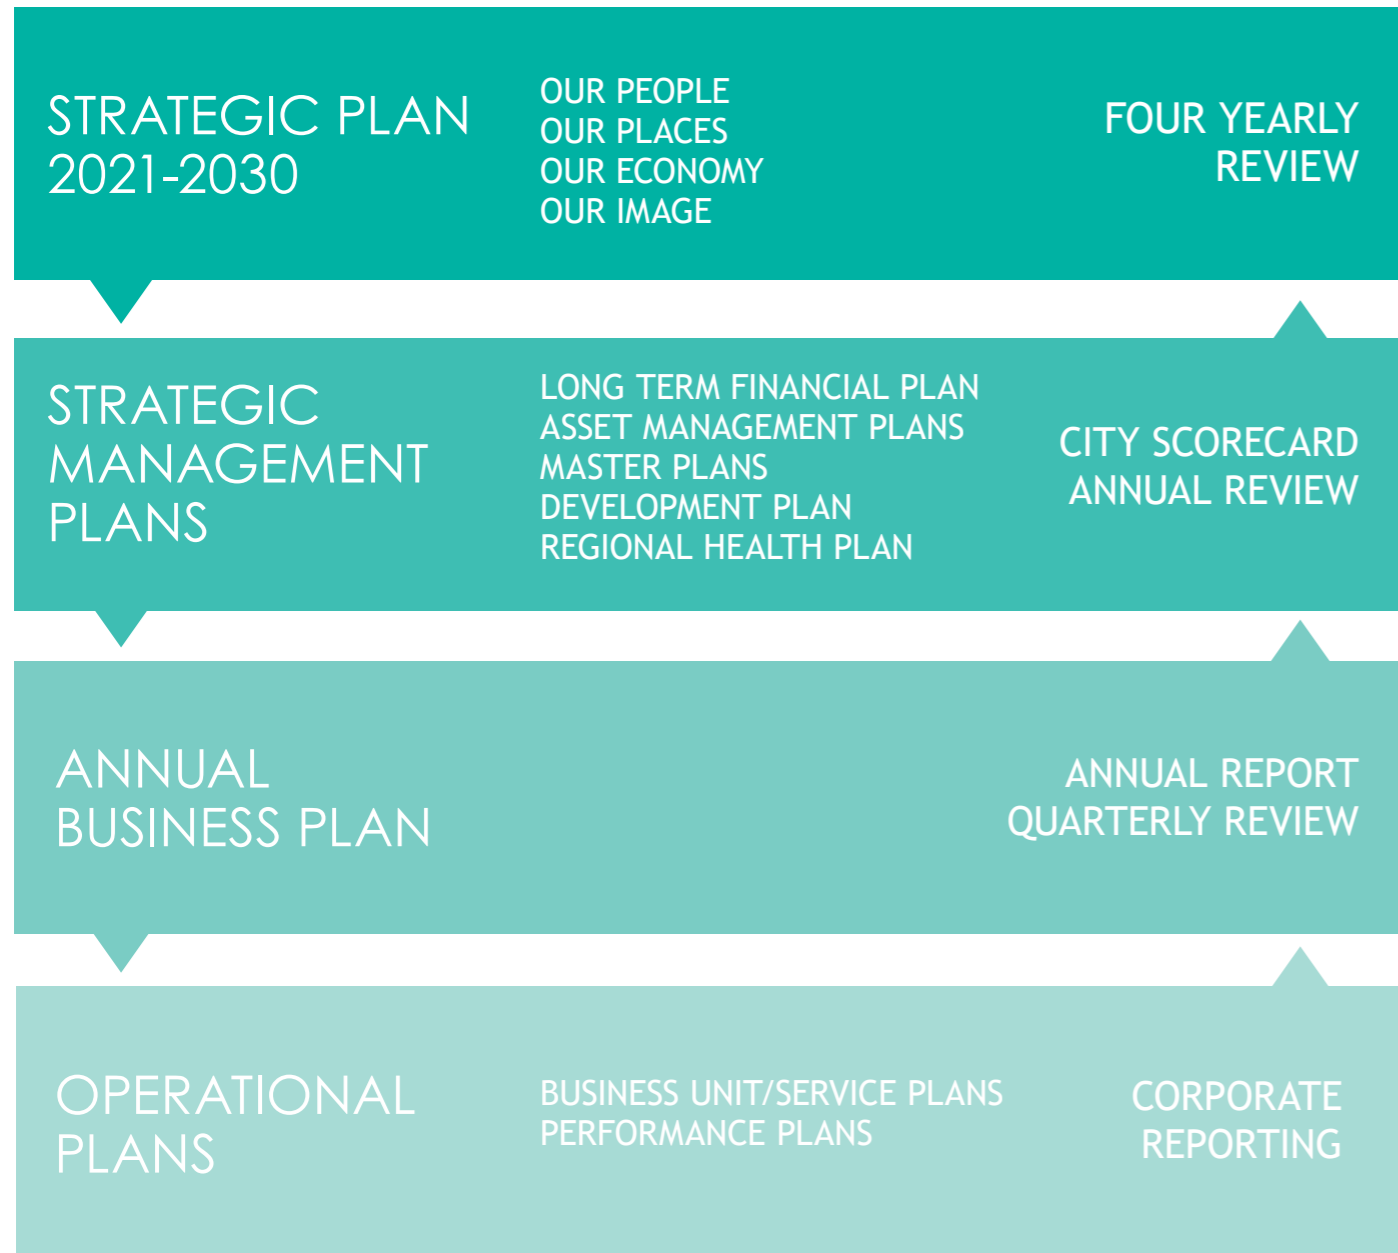 STRATEGIC PLAN
2021-2030
OUR PEOPLE
OUR PLACES
OUR ECONOMY
OUR IMAGE
FOUR YEARLY
REVIEW
STRATEGIC
MANAGEMENT
PLANS
LONG TERM FINANCIAL PLAN
ASSET MANAGEMENT PLANS
MASTER PLANS
DEVELOPMENT PLAN
REGIONAL HEALTH PLAN
CITY SCORECARD
ANNUAL REVIEW
ANNUAL
BUSINESS PLAN
ANNUAL REPORT
QUARTERLY REVIEW
OPERATIONAL
PLANS
BUSINESS UNIT/SERVICE PLANS
PERFORMANCE PLANS
CORPORATE
REPORTING